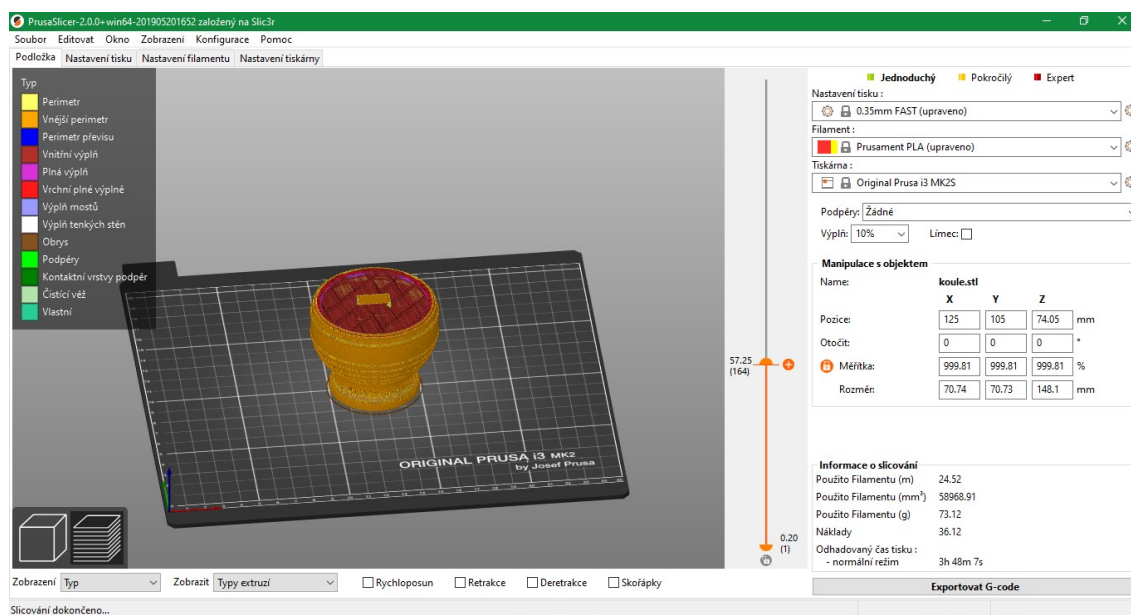 PrusaSlicer-2.0.0+win64-201905201652 založený na Slic3r
Soubor Editovat Okno Zobrazení Konfigurace Pomoc
Podložka Nastavení tisku Nastavení filamentu Nastavení tiskárny
Typ
Perimetr
Vnější perimetr
Perimetr převisu
Vnitřní výplň
Plná výplň
Vrchní plné výplně
Výplň mostů
Výplň tenkých stěn
Obrys
Podpěry
Kontaktní vrstvy podpěr
Čistící věž
Vlastní
ORIGINAL PRUSA i3 MK2
by Josef Prusa
57.25
(164)
0.20
(1)
Jednoduchý Pokročilý Expert
Nastavení tisku :
0.35mm FAST (upraveno)
Filament :
Prusament PLA (upraveno)
Tiskárna :
Original Prusa i3 MK2S
Podpěry: Žádné
Výplň: 10% Límec:
Manipulace s objektem
Name: koule.stl
X Y Z
Pozice: 125 105 74.05 mm
Otočit: 0 0 0 °
Měřítka: 999.81 999.81 999.81 %
Rozměr: 70.74 70.73 148.1 mm
Informace o slicování
Použito Filamentu (m) 24.52
Použito Filamentu (mm³) 58968.91
Použito Filamentu (g) 73.12
Náklady 36.12
Odhadovaný čas tisku :
- normální režim 3h 48m 7s
Zobrazení Typ Zobrazit Typy extruzí Rychloposun Retrakce Deretrakce Skořápky
Exportovat G-code
Slicování dokončeno...